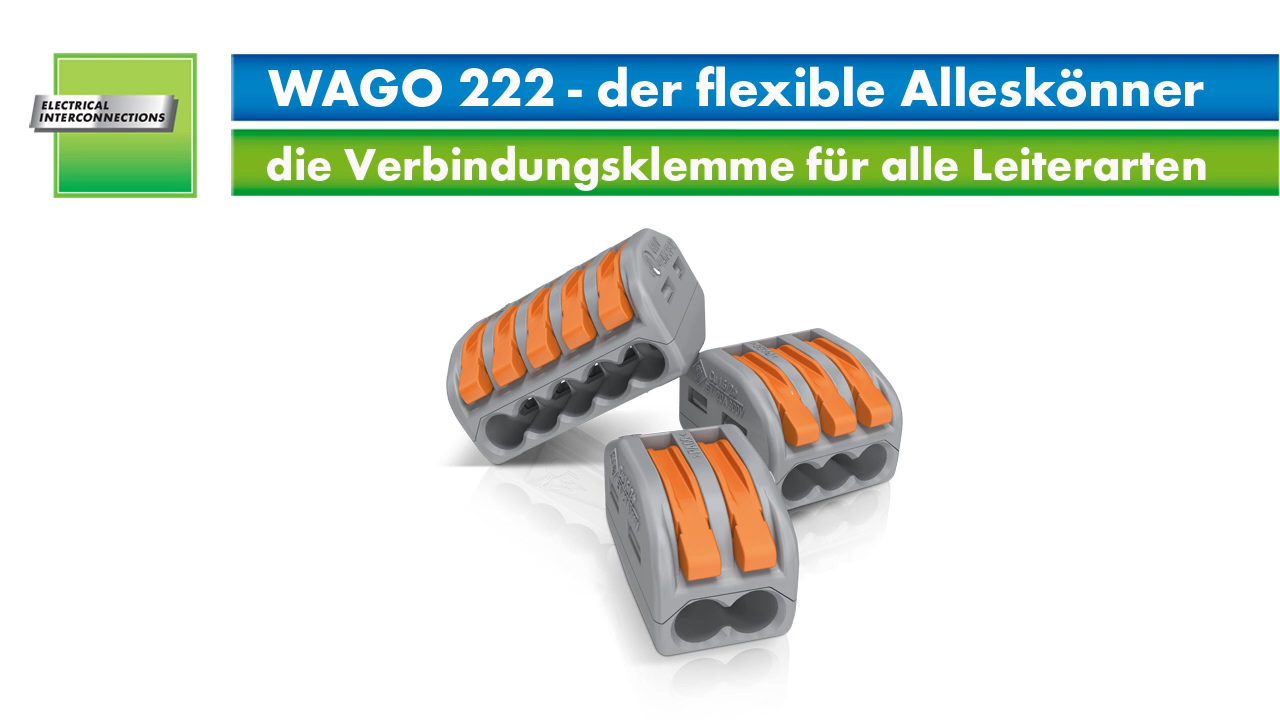 ELECTRICAL
INTERCONNECTIONS
WAGO 222 - der flexible Alleskönner
die Verbindungsklemme für alle Leiterarten